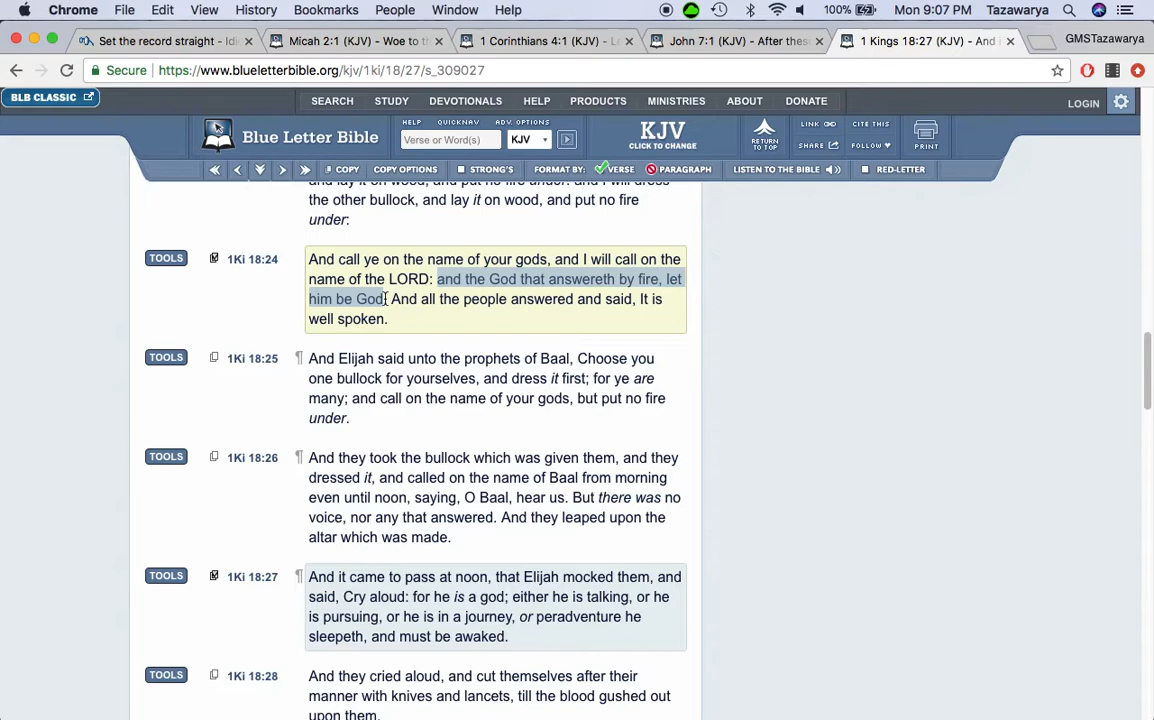 Chrome File Edit View History Bookmarks People Window Help 100% Mon 9:07 PM Tazawarya
Set the record straight - Idi
Micah 2:1 (KJV) - Woe to th
1 Corinthians 4:1 (KJV) - Le
John 7:1 (KJV) - After these
1 Kings 18:27 (KJV) - And i
GMSTazawarya
Secure https://www.blueletterbible.org/kjv/1ki/18/27/s_309027
BLB CLASSIC
SEARCH STUDY DEVOTIONALS HELP PRODUCTS MINISTRIES ABOUT DONATE LOGIN
Blue Letter Bible
HELP QUICKNAV ADV. OPTIONS
Verse or Word(s) KJV
KJV
CLICK TO CHANGE
RETURN
TO TOP
LINK CITE THIS
SHARE FOLLOW
PRINT
COPY COPY OPTIONS STRONG'S FORMAT BY: VERSE PARAGRAPH LISTEN TO THE BIBLE RED-LETTER
and lay it on wood, and put no fire under: and I will dress
the other bullock, and lay it on wood, and put no fire
under:
TOOLS 1Ki 18:24 And call ye on the name of your gods, and I will call on the
name of the LORD: and the God that answereth by fire, let
him be God. And all the people answered and said, It is
well spoken.
TOOLS 1Ki 18:25 ¶ And Elijah said unto the prophets of Baal, Choose you
one bullock for yourselves, and dress it first; for ye are
many; and call on the name of your gods, but put no fire
under.
TOOLS 1Ki 18:26 ¶ And they took the bullock which was given them, and they
dressed it, and called on the name of Baal from morning
even until noon, saying, O Baal, hear us. But there was no
voice, nor any that answered. And they leaped upon the
altar which was made.
TOOLS 1Ki 18:27 ¶ And it came to pass at noon, that Elijah mocked them, and
said, Cry aloud: for he is a god; either he is talking, or he
is pursuing, or he is in a journey, or peradventure he
sleepeth, and must be awaked.
TOOLS 1Ki 18:28 And they cried aloud, and cut themselves after their
manner with knives and lancets, till the blood gushed out
upon them.